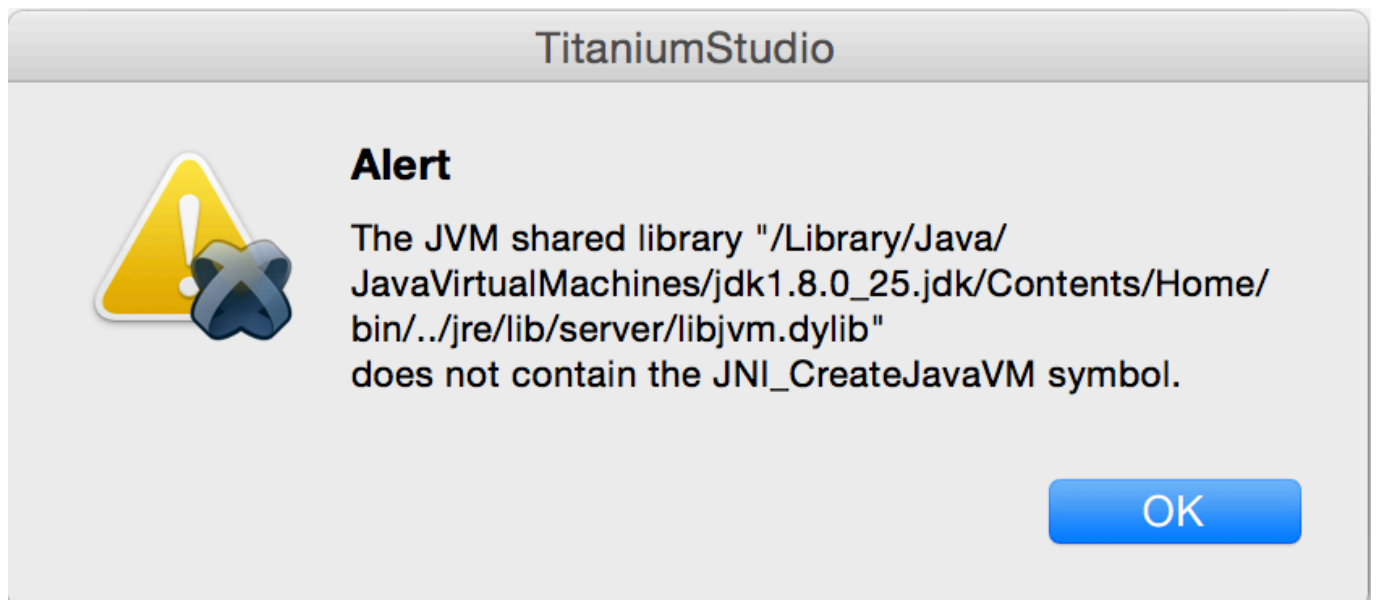 TitaniumStudio
Alert
The JVM shared library "/Library/Java/
JavaVirtualMachines/jdk1.8.0_25.jdk/Contents/Home/
bin/../jre/lib/server/libjvm.dylib"
does not contain the JNI_CreateJavaVM symbol.
OK